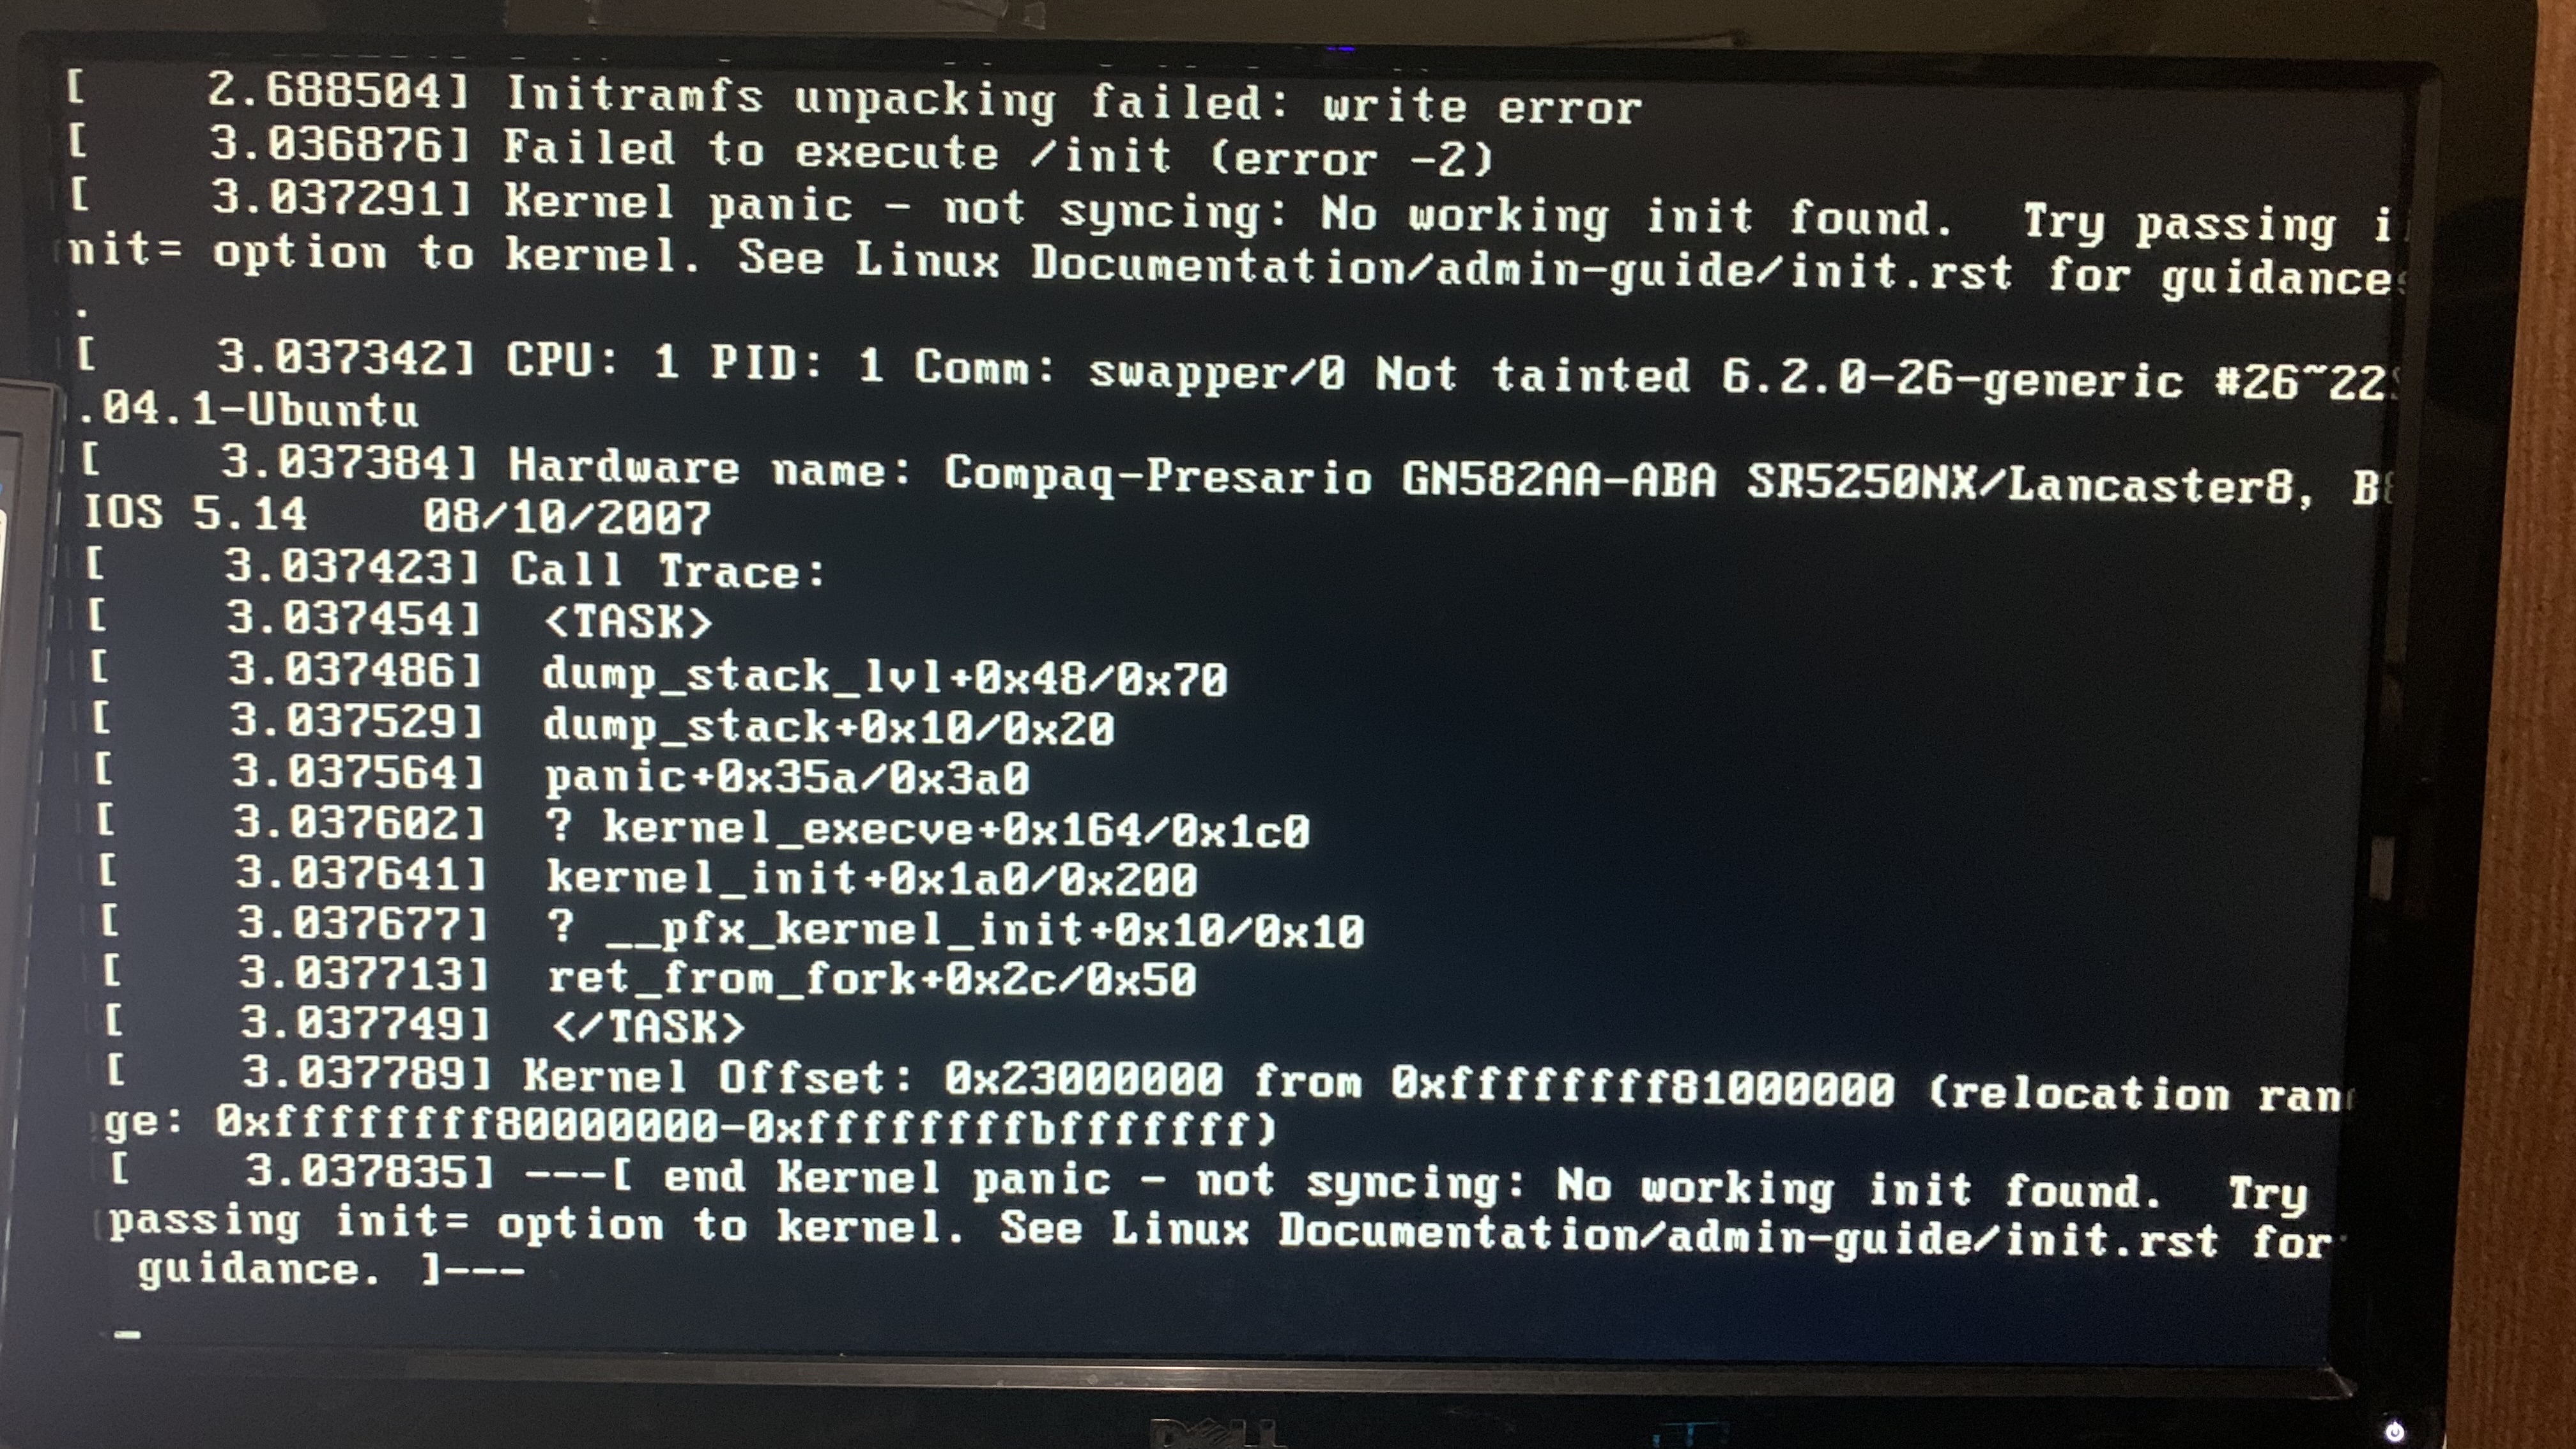 [    2.688504] Initramfs unpacking failed: write error
[    3.036876] Failed to execute /init (error -2)
[    3.037291] Kernel panic - not syncing: No working init found.  Try passing i
nit= option to kernel. See Linux Documentation/admin-guide/init.rst for guidance
.
[    3.037342] CPU: 1 PID: 1 Comm: swapper/0 Not tainted 6.2.0-26-generic #26~22
.04.1-Ubuntu
[    3.037384] Hardware name: Compaq-Presario GN582AA-ABA SR5250NX/Lancaster8, B
IOS 5.14    08/10/2007
[    3.037423] Call Trace:
[    3.037454]  <TASK>
[    3.037486]  dump_stack_lvl+0x48/0x70
[    3.037529]  dump_stack+0x10/0x20
[    3.037564]  panic+0x35a/0x3a0
[    3.037602]  ? kernel_execve+0x164/0x1c0
[    3.037641]  kernel_init+0x1a0/0x200
[    3.037677]  ? __pfx_kernel_init+0x10/0x10
[    3.037713]  ret_from_fork+0x2c/0x50
[    3.037749]  </TASK>
[    3.037789] Kernel Offset: 0x23000000 from 0xffffffff81000000 (relocation ran
ge: 0xffffffff80000000-0xffffffffbfffffff)
[    3.037835] ---[ end Kernel panic - not syncing: No working init found.  Try
passing init= option to kernel. See Linux Documentation/admin-guide/init.rst for
 guidance. ]---
DELL